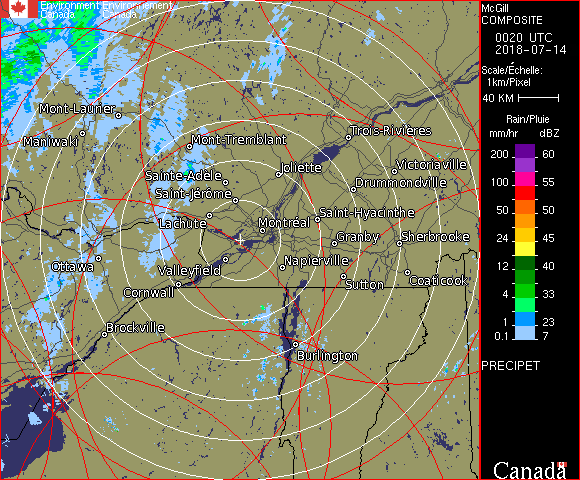 Environment Environnement
Canada Canada
Mont-Laurier
Maniwaki
Mont-Tremblant
Trois-Rivières
Sainte-Adèle
Joliette
Victoriaville
Saint-Jérôme
Drummondville
Lachute
Saint-Hyacinthe
Montréal
Granby
Sherbrooke
Ottawa
Valleyfield
Napierville
Cornwall
Sutton
Coaticook
Brockville
Burlington
McGill
COMPOSITE
0020 UTC
2018-07-14
Scale/Échelle:
1km/Pixel
40 KM
Rain/Pluie
mm/hr dBZ
200 60
55
100 55
50 50
24 45
12 40
4 33
1 23
0.1 7
PRECIPET
Canada